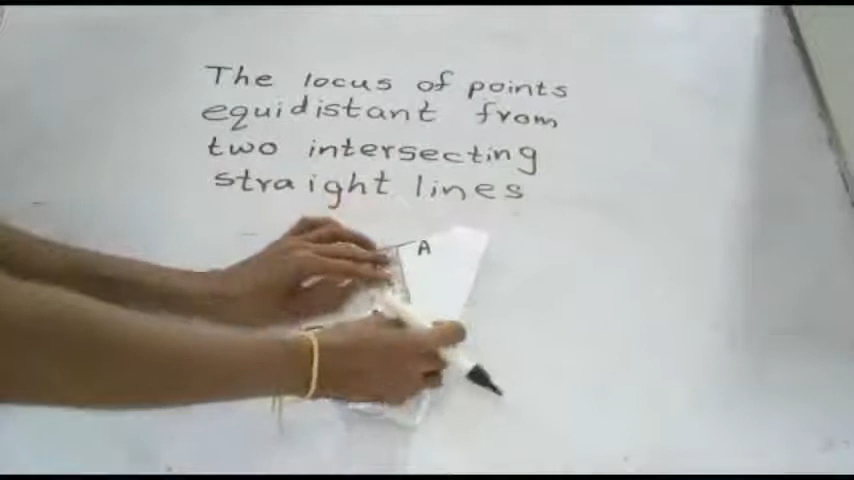 The locus of points
equidistant from
two intersecting
straight lines
A